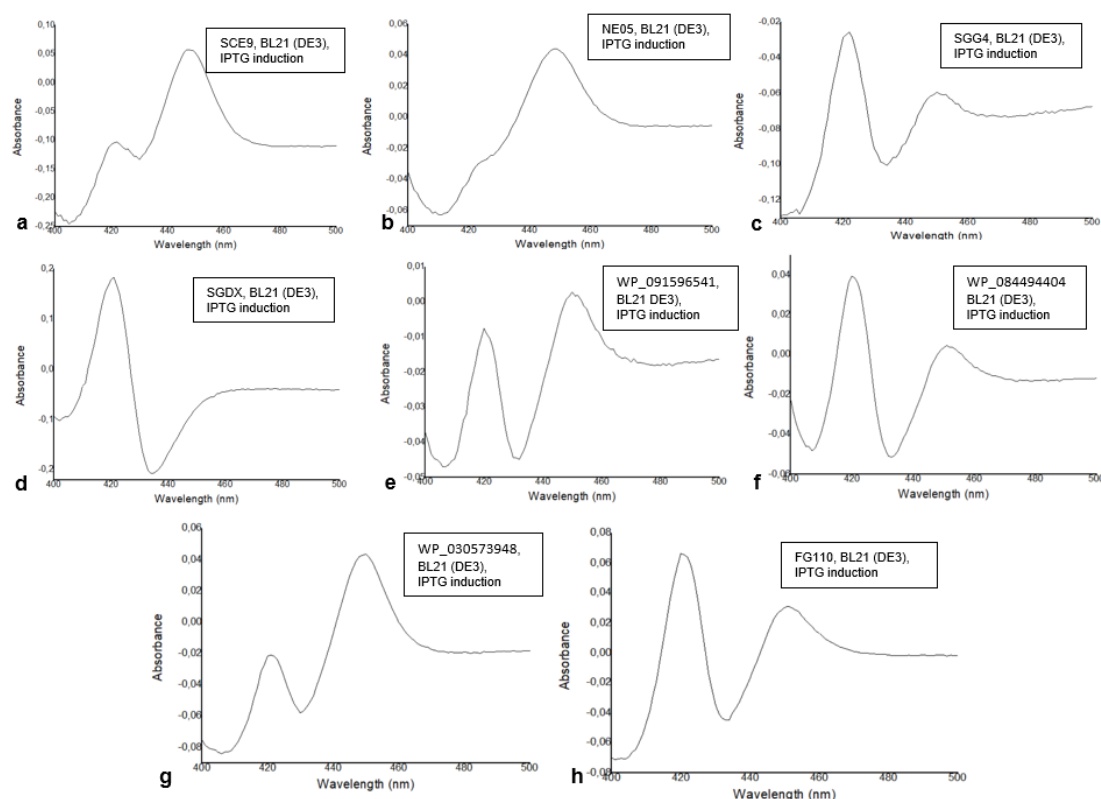 0,10
0,05
0,00
-0,05
-0,10
-0,15
-0,20
-0,25
Absorbance
SCE9, BL21 (DE3),
IPTG induction
400 420 440 460 480 500
Wavelength (nm)
a
0,06
0,04
0,02
0,00
-0,02
-0,04
-0,06
Absorbance
NE05, BL21 (DE3),
IPTG induction
400 420 440 460 480 500
Wavelength (nm)
b
-0,02
-0,04
-0,06
-0,08
-0,10
-0,12
Absorbance
SGG4, BL21 (DE3),
IPTG induction
400 420 440 460 480 500
Wavelength (nm)
c
0,2
0,1
0,0
-0,1
-0,2
Absorbance
SGDX, BL21 (DE3),
IPTG induction
400 420 440 460 480 500
Wavelength (nm)
d
0,01
0,00
-0,01
-0,02
-0,03
-0,04
-0,05
Absorbance
WP_091596541,
BL21 DE3),
IPTG induction
400 420 440 460 480 500
Wavelength (nm)
e
0,06
0,04
0,02
0,00
-0,02
-0,04
-0,06
Absorbance
WP_084494404
BL21 (DE3),
IPTG induction
400 420 440 460 480 500
Wavelength (nm)
f
0,06
0,04
0,02
0,00
-0,02
-0,04
-0,06
-0,08
Absorbance
WP_030573948,
BL21 (DE3),
IPTG induction
400 420 440 460 480 500
Wavelength (nm)
g
0,08
0,06
0,04
0,02
0,00
-0,02
-0,04
-0,06
-0,08
Absorbance
FG110, BL21 (DE3),
IPTG induction
400 420 440 460 480 500
Wavelength (nm)
h